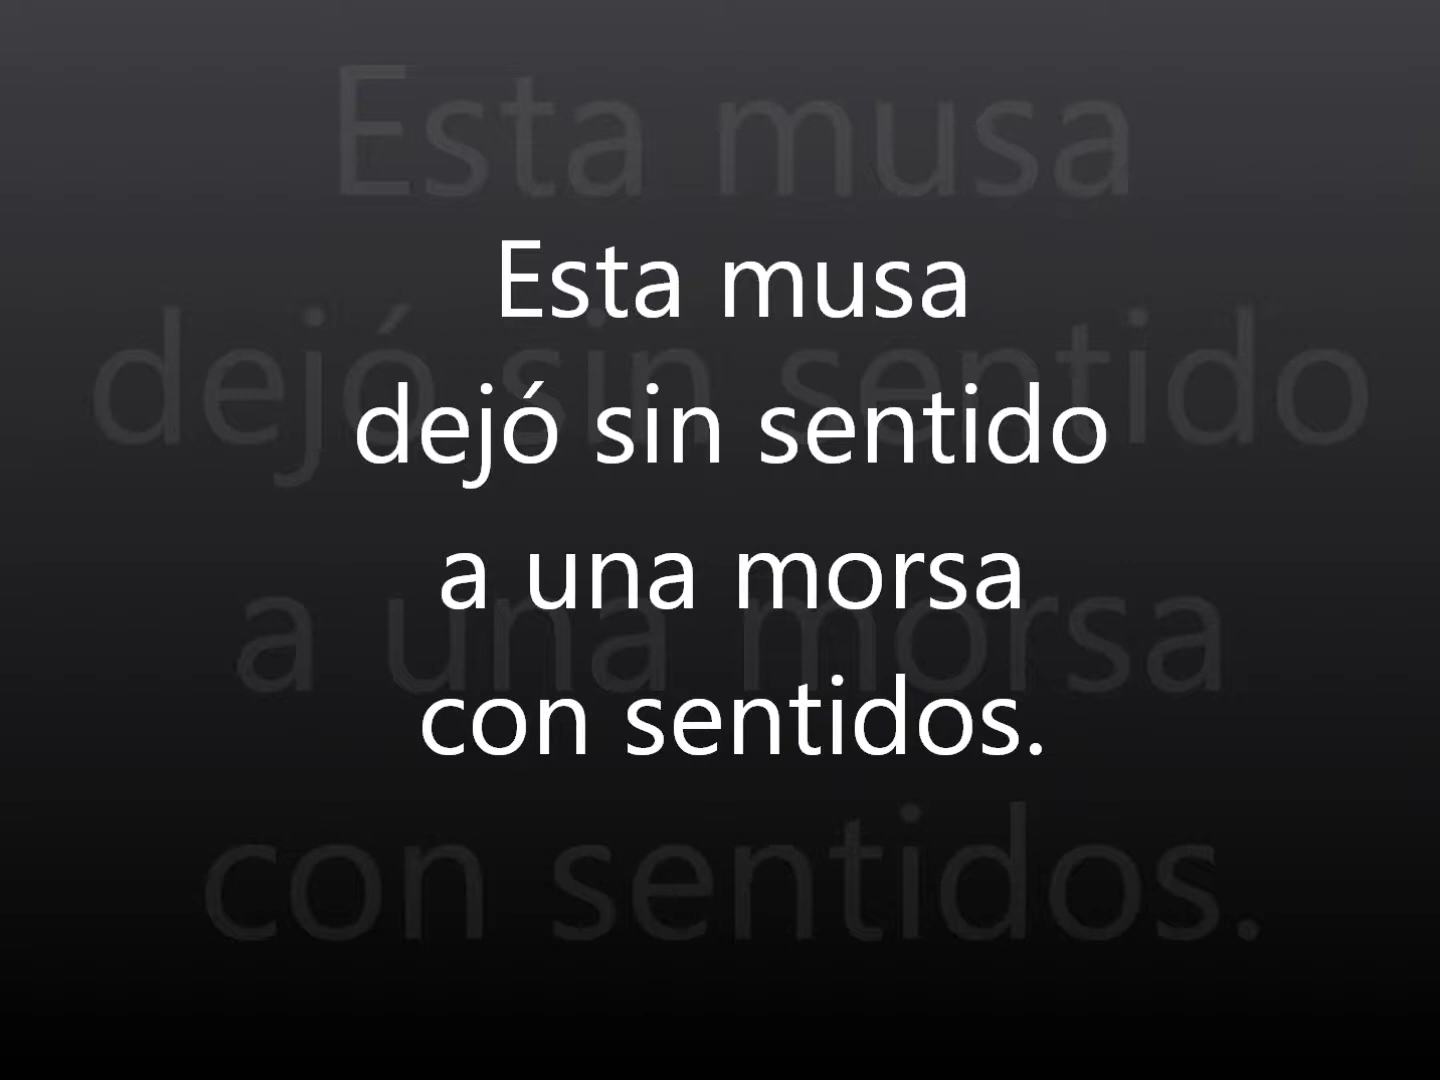 Esta musa
dejó sin sentido
a una morsa
con sentidos.